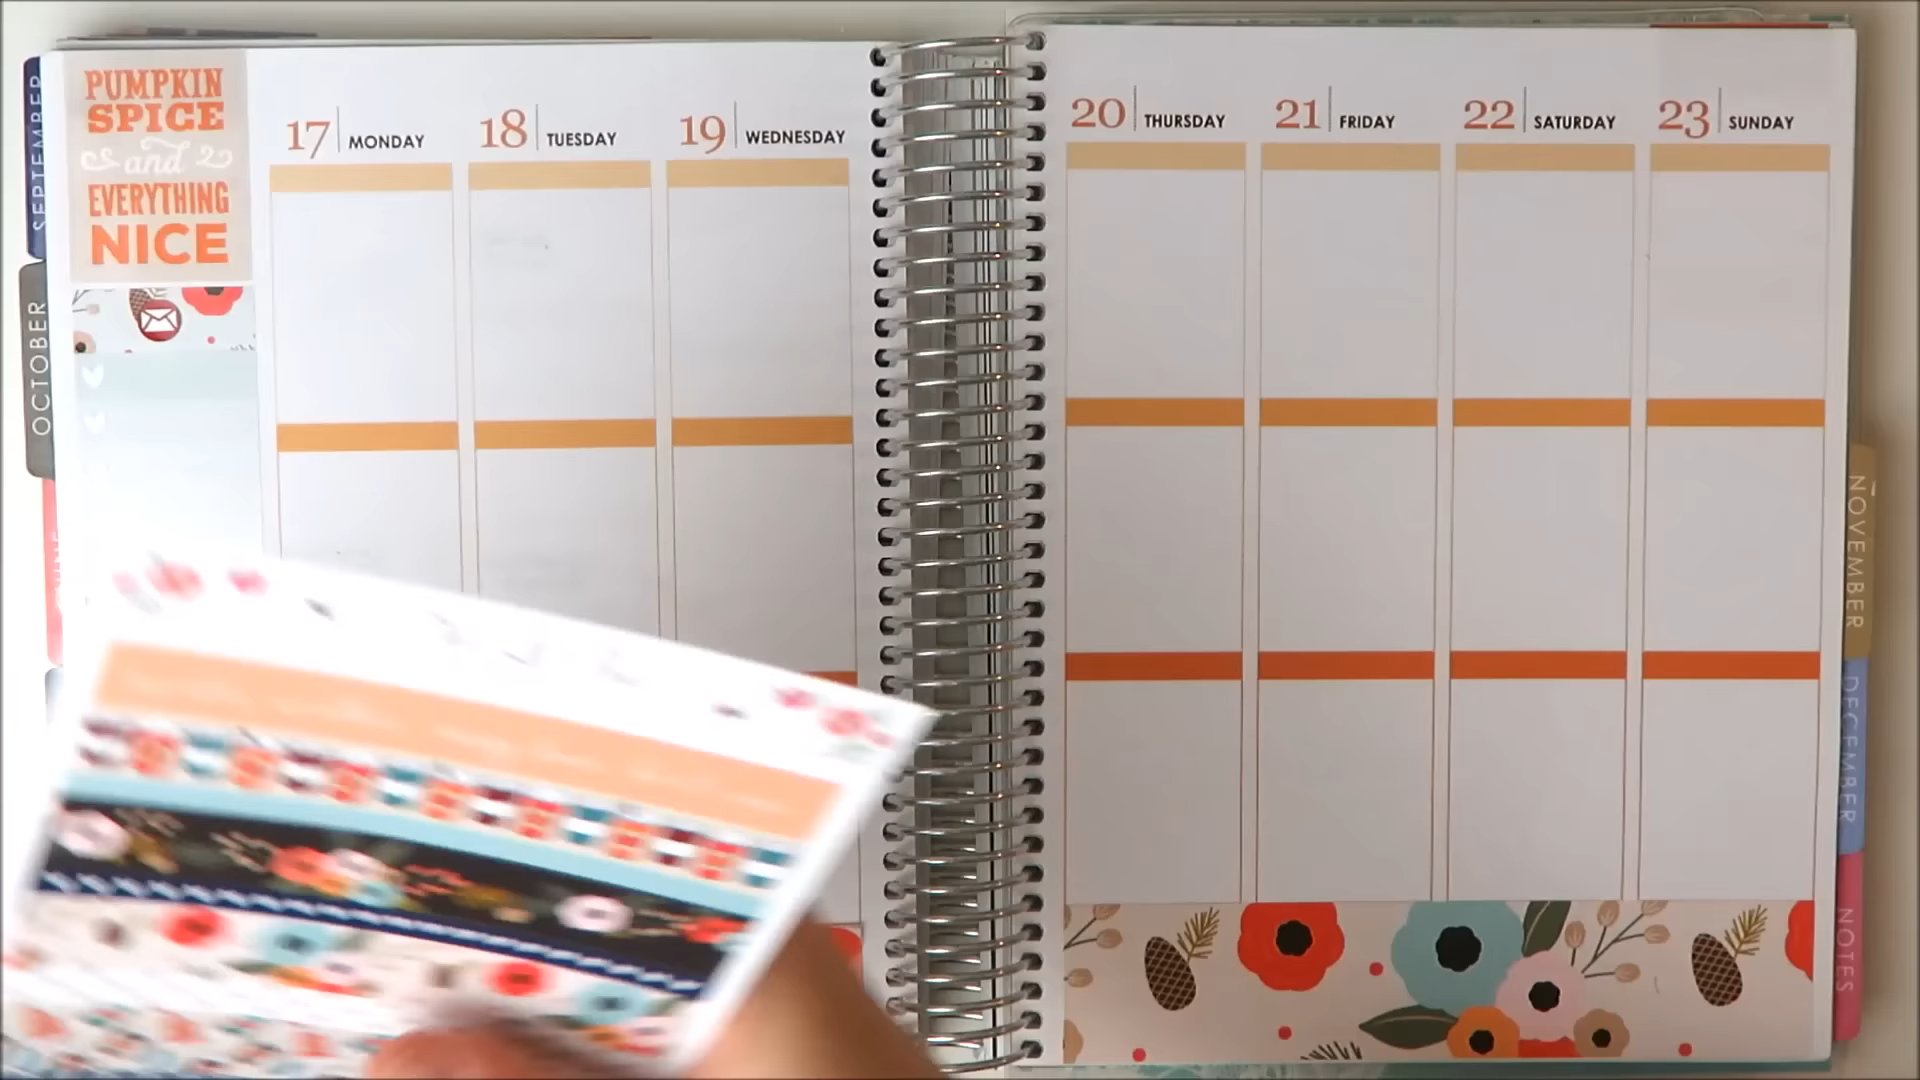 PUMPKIN
SPICE
and
EVERYTHING
NICE
17 MONDAY
18 TUESDAY
19 WEDNESDAY
20 THURSDAY
21 FRIDAY
22 SATURDAY
23 SUNDAY
SEPTEMBER
OCTOBER
NOVEMBER
DECEMBER
NOTES